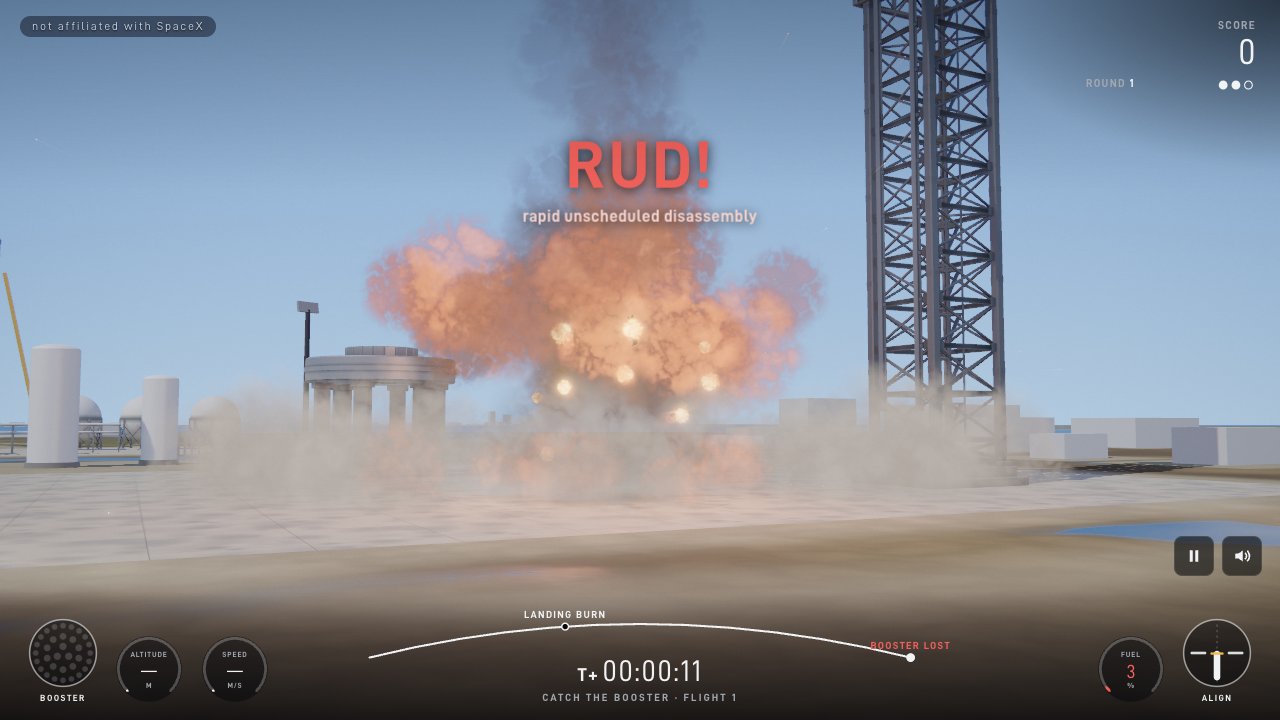 not affiliated with SpaceX
SCORE
0
ROUND 1
RUD!
rapid unscheduled disassembly
LANDING BURN
BOOSTER LOST
T+ 00:00:11
CATCH THE BOOSTER · FLIGHT 1
BOOSTER
ALTITUDE
—
M
SPEED
—
M/S
FUEL
3
%
ALIGN